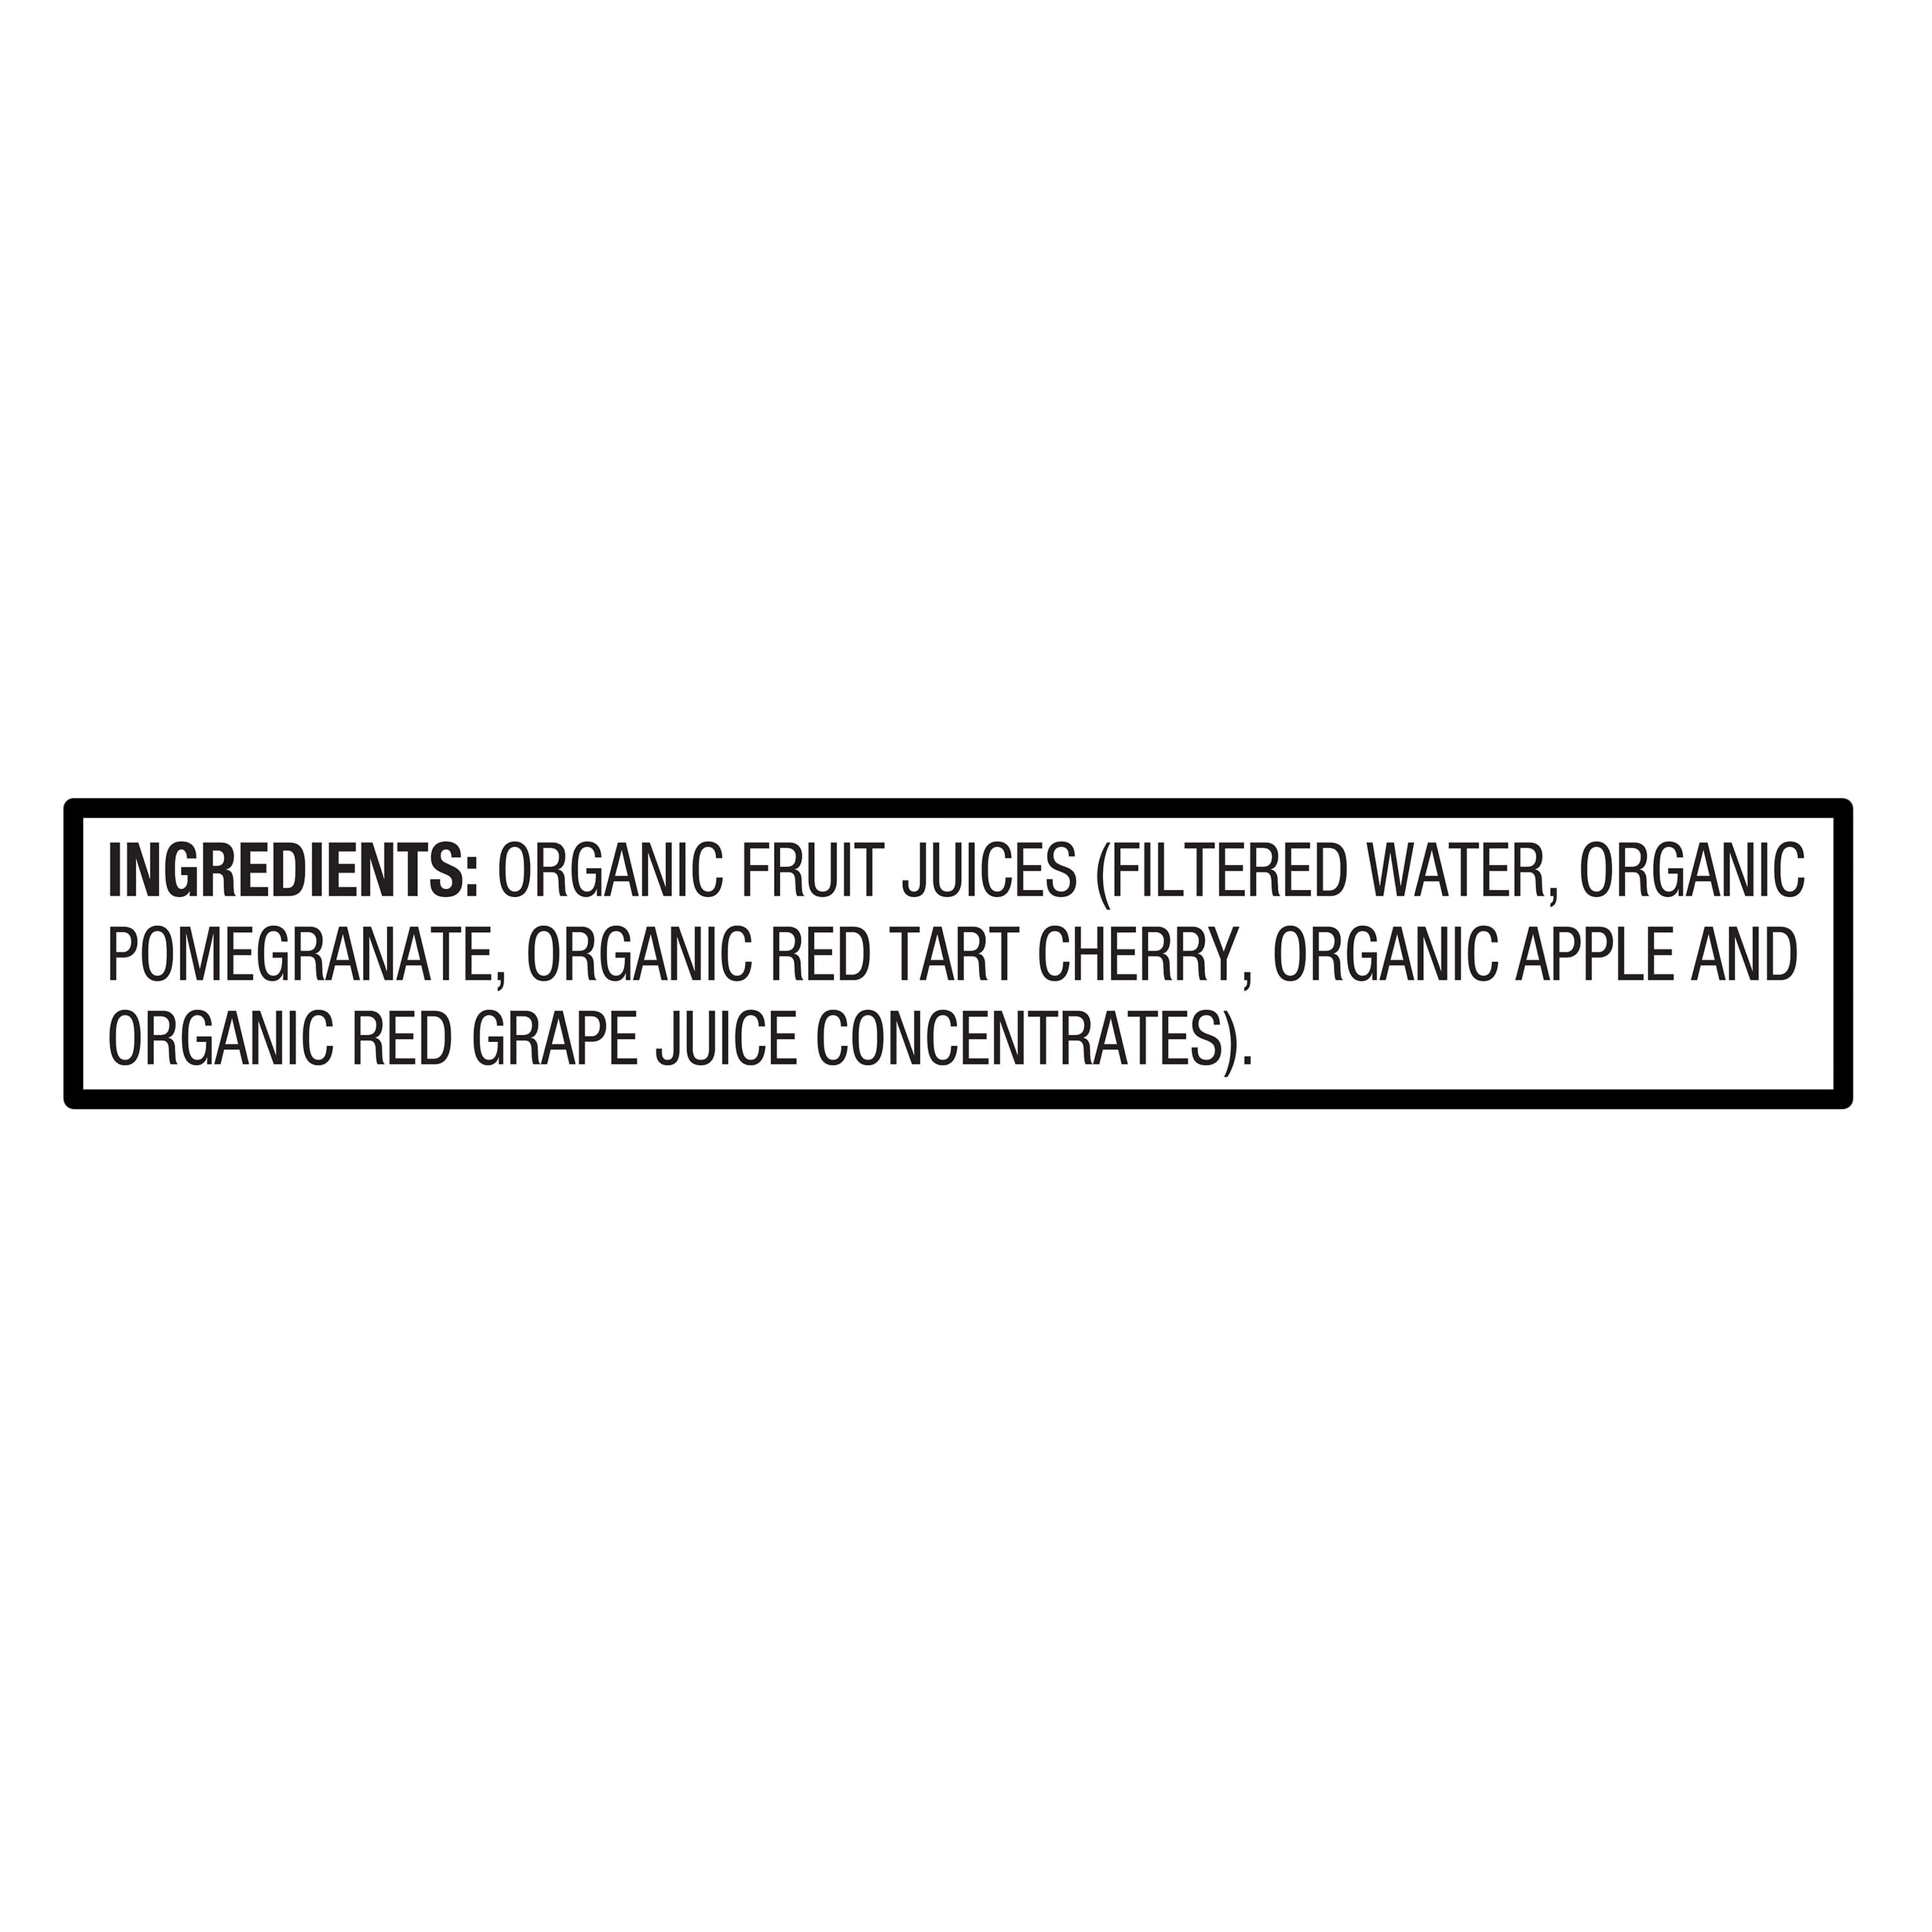 INGREDIENTS: ORGANIC FRUIT JUICES (FILTERED WATER, ORGANIC
POMEGRANATE, ORGANIC RED TART CHERRY, ORGANIC APPLE AND
ORGANIC RED GRAPE JUICE CONCENTRATES).